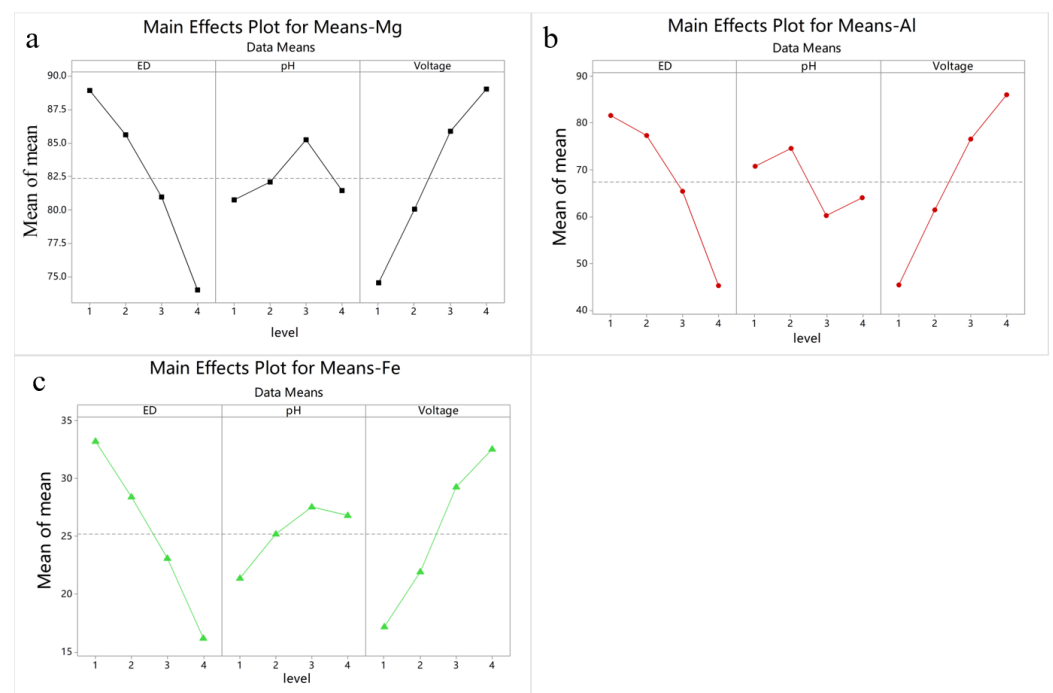 a
Main Effects Plot for Means-Mg
Data Means
ED pH Voltage
Mean of mean
90.0
87.5
85.0
82.5
80.0
77.5
75.0
1 2 3 4 1 2 3 4 1 2 3 4
level
b
Main Effects Plot for Means-Al
Data Means
ED pH Voltage
Mean of mean
90
80
70
60
50
40
1 2 3 4 1 2 3 4 1 2 3 4
level
c
Main Effects Plot for Means-Fe
Data Means
ED pH Voltage
Mean of mean
35
30
25
20
15
1 2 3 4 1 2 3 4 1 2 3 4
level